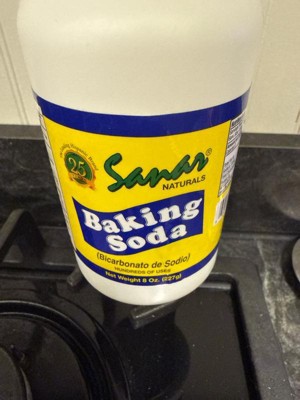 25
Sanar®
NATURALS
Baking
Soda
(Bicarbonato de Sodio)
HUNDREDS OF USES
Net Weight 8 Oz. (227g)